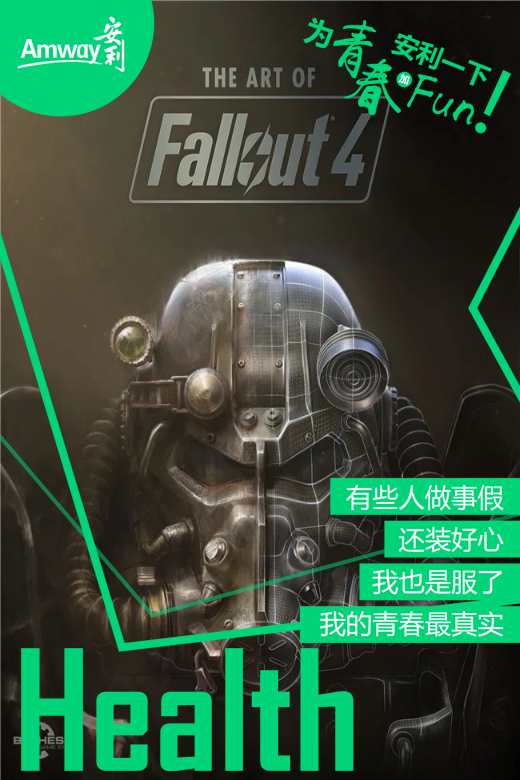 Amway
安利
为青春加Fun!
安利一下
THE ART OF
Fallout 4
有些人做事假
还装好心
我也是服了
我的青春最真实
Health